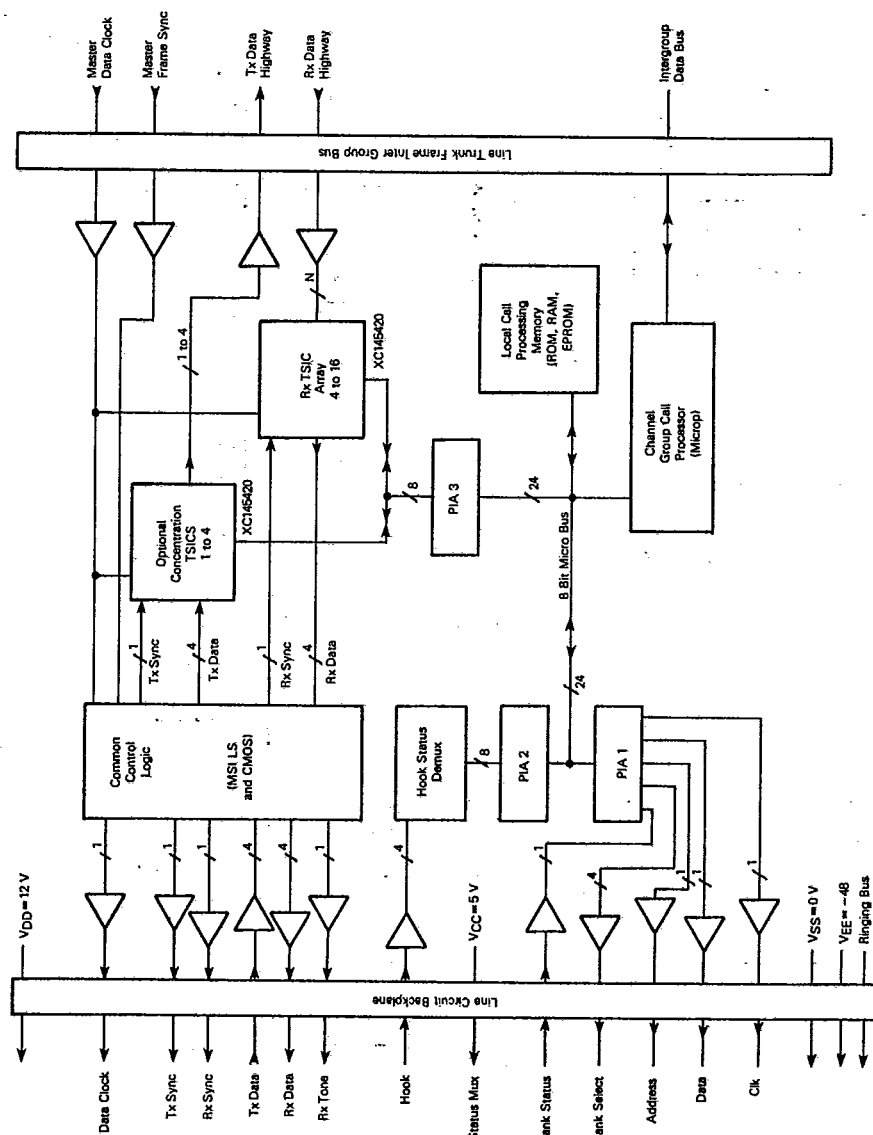 Master
Data Clock
Master
Frame Sync
Tx Data
Highway
Rx Data
Highway
Intergroup
Data Bus
Line Trunk Frame Inter Group Bus
1 to 4
N
Rx TSIC
Array
4 to 16
XC145420
Optional
Concentration
TSICS
1 to 4
XC145420
Local Call
Processing
Memory
(ROM, RAM,
EPROM)
Channel
Group Call
Processor
(Microp)
8
PIA 3
24
8 Bit Micro Bus
24
1
Tx Sync
4
Tx Data
1
Rx Sync
4
Rx Data
Common
Control
Logic
(MSI LS
and CMOS)
Hook Status
Demux
8
PIA 2
PIA 1
1
1
1
4
4
1
4
1
4
1
1
1
VDD=12 V
VCC=5 V
VSS=0 V
VEE=-48
Ringing Bus
Line Circuit Backplane
Data Clock
Tx Sync
Rx Sync
Tx Data
Rx Data
Rx Tone
Hook
Status Mux
ank Status
ank Select
Address
Data
Clk